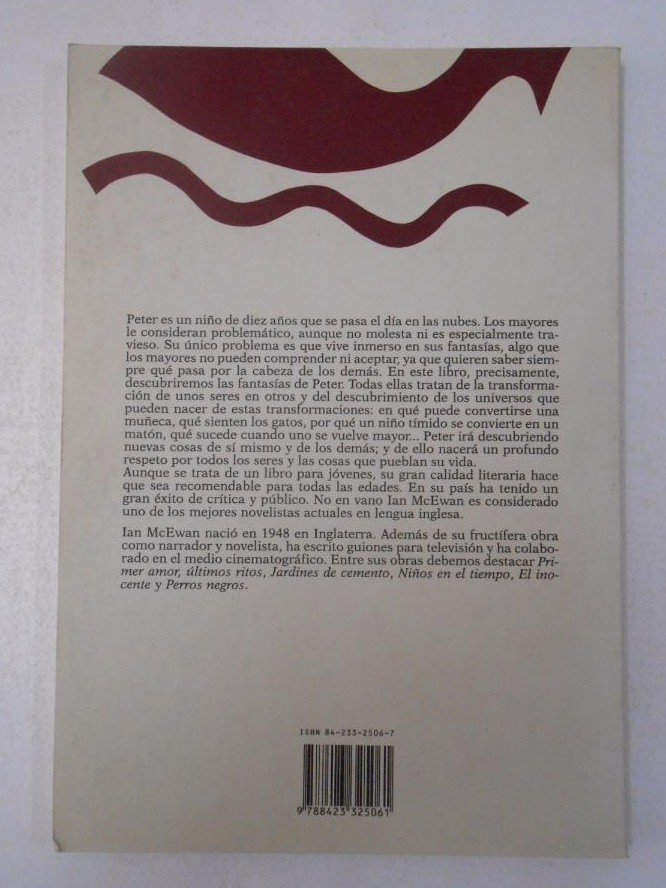 Peter es un niño de diez años que se pasa el día en las nubes. Los mayores
le consideran problemático, aunque no molesta ni es especialmente tra-
vieso. Su único problema es que vive inmerso en sus fantasías, algo que
los mayores no pueden comprender ni aceptar, ya que quieren saber siem-
pre qué pasa por la cabeza de los demás. En este libro, precisamente,
descubriremos las fantasías de Peter. Todas ellas tratan de la transforma-
ción de unos seres en otros y del descubrimiento de los universos que
pueden nacer de estas transformaciones: en qué puede convertirse una
muñeca, qué sienten los gatos, por qué un niño tímido se convierte en un
matón, qué sucede cuando uno se vuelve mayor... Peter irá descubriendo
nuevas cosas de sí mismo y de los demás; y de ello nacerá un profundo
respeto por todos los seres y las cosas que pueblan su vida.
Aunque se trata de un libro para jóvenes, su gran calidad literaria hace
que sea recomendable para todas las edades. En su país ha tenido un
gran éxito de crítica y público. No en vano Ian McEwan es considerado
uno de los mejores novelistas actuales en lengua inglesa.
Ian McEwan nació en 1948 en Inglaterra. Además de su fructífera obra
como narrador y novelista, ha escrito guiones para televisión y ha colabo-
rado en el medio cinematográfico. Entre sus obras debemos destacar Pri-
mer amor, últimos ritos, Jardines de cemento, Niños en el tiempo, El ino-
cente y Perros negros.
ISBN 84-233-2506-7
9 788423 325061